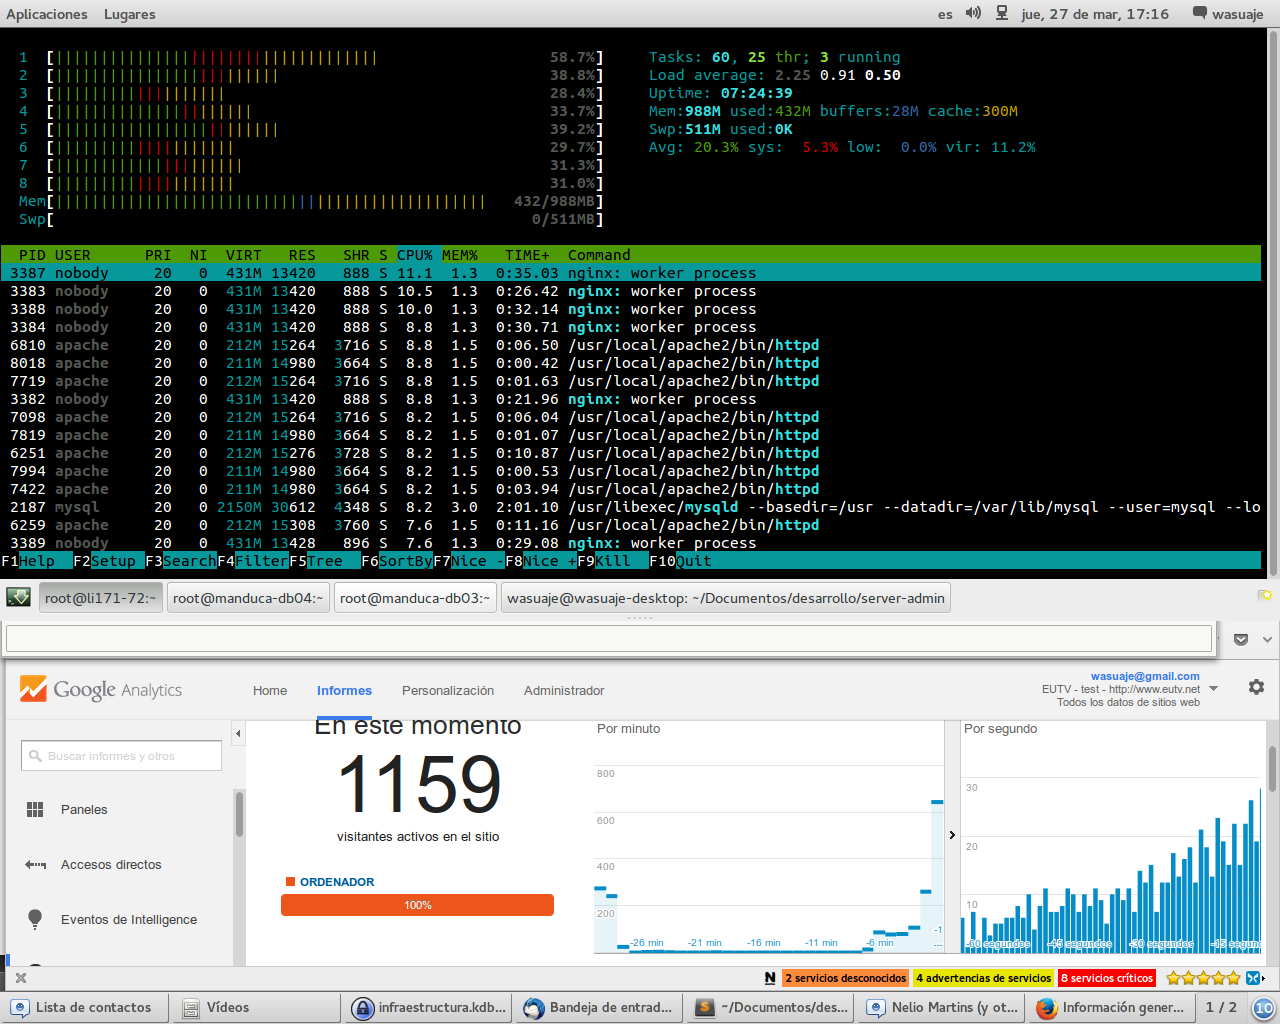 Aplicaciones Lugares es jue, 27 de mar, 17:16 wasuaje
1 [ 58.7%] Tasks: 60, 25 thr; 3 running
2 [ 38.8%] Load average: 2.25 0.91 0.50
3 [ 28.4%] Uptime: 07:24:39
4 [ 33.7%] Mem:988M used:432M buffers:28M cache:300M
5 [ 39.2%] Swp:511M used:0K
6 [ 29.7%] Avg: 20.3% sys: 5.3% low: 0.0% vir: 11.2%
7 [ 31.3%]
8 [ 31.0%]
Mem[ 432/988MB]
Swp[ 0/511MB]
PID USER PRI NI VIRT RES SHR S CPU% MEM% TIME+ Command
3387 nobody 20 0 431M 13420 888 S 11.1 1.3 0:35.03 nginx: worker process
3383 nobody 20 0 431M 13420 888 S 10.5 1.3 0:26.42 nginx: worker process
3388 nobody 20 0 431M 13420 888 S 10.0 1.3 0:32.14 nginx: worker process
3384 nobody 20 0 431M 13420 888 S 8.8 1.3 0:30.71 nginx: worker process
6810 apache 20 0 212M 15264 3716 S 8.8 1.5 0:06.50 /usr/local/apache2/bin/httpd
8018 apache 20 0 211M 14980 3664 S 8.8 1.5 0:00.42 /usr/local/apache2/bin/httpd
7719 apache 20 0 212M 15264 3716 S 8.8 1.5 0:01.63 /usr/local/apache2/bin/httpd
3382 nobody 20 0 431M 13420 888 S 8.8 1.3 0:21.96 nginx: worker process
7098 apache 20 0 212M 15264 3716 S 8.2 1.5 0:06.04 /usr/local/apache2/bin/httpd
7819 apache 20 0 211M 14980 3664 S 8.2 1.5 0:01.07 /usr/local/apache2/bin/httpd
6251 apache 20 0 212M 15276 3728 S 8.2 1.5 0:10.87 /usr/local/apache2/bin/httpd
7994 apache 20 0 211M 14980 3664 S 8.2 1.5 0:00.53 /usr/local/apache2/bin/httpd
7422 apache 20 0 211M 14980 3664 S 8.2 1.5 0:03.94 /usr/local/apache2/bin/httpd
2187 mysql 20 0 2150M 30612 4348 S 8.2 3.0 2:01.10 /usr/libexec/mysqld --basedir=/usr --datadir=/var/lib/mysql --user=mysql --lo
6259 apache 20 0 212M 15308 3760 S 7.6 1.5 0:11.16 /usr/local/apache2/bin/httpd
3389 nobody 20 0 431M 13428 896 S 7.6 1.3 0:29.08 nginx: worker process
F1Help F2Setup F3SearchF4FilterF5Tree F6SortByF7Nice -F8Nice +F9Kill F10Quit
root@li171-72:~ root@manduca-db04:~ root@manduca-db03:~ wasuaje@wasuaje-desktop: ~/Documentos/desarrollo/server-admin
Google Analytics Home Informes Personalización Administrador
wasuaje@gmail.com
EUTV - test - http://www.eutv.net
Todos los datos de sitios web
Buscar informes y otros
Paneles
Accesos directos
Eventos de Intelligence
En este momento
1159
visitantes activos en el sitio
ORDENADOR
100%
Por minuto
800
600
400
200
-26 min -21 min -16 min -11 min -6 min -1
...
Por segundo
30
20
10
-60 segundos -45 segundos -30 segundos -15 segun
N 2 servicios desconocidos 4 advertencias de servicios 8 servicios críticos
Lista de contactos Vídeos infraestructura.kdb... Bandeja de entrad... ~/Documentos/des... Nelio Martins (y ot... Información gener... 1 / 2 10